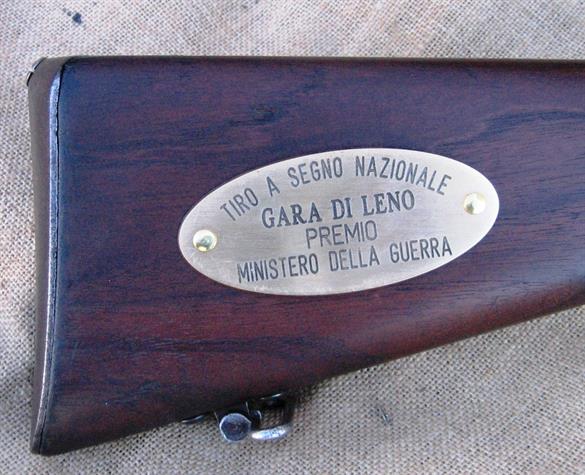 TIRO A SEGNO NAZIONALE
GARA DI LENO
PREMIO
MINISTERO DELLA GUERRA